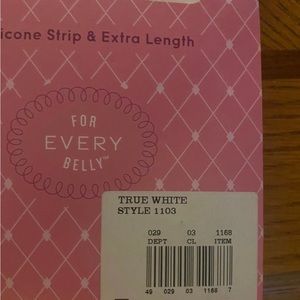 icone Strip & Extra Length
FOR
EVERY
BELLY™
TRUE WHITE
STYLE 1103
029 03 1168
DEPT CL ITEM
49 029 03 1168 7